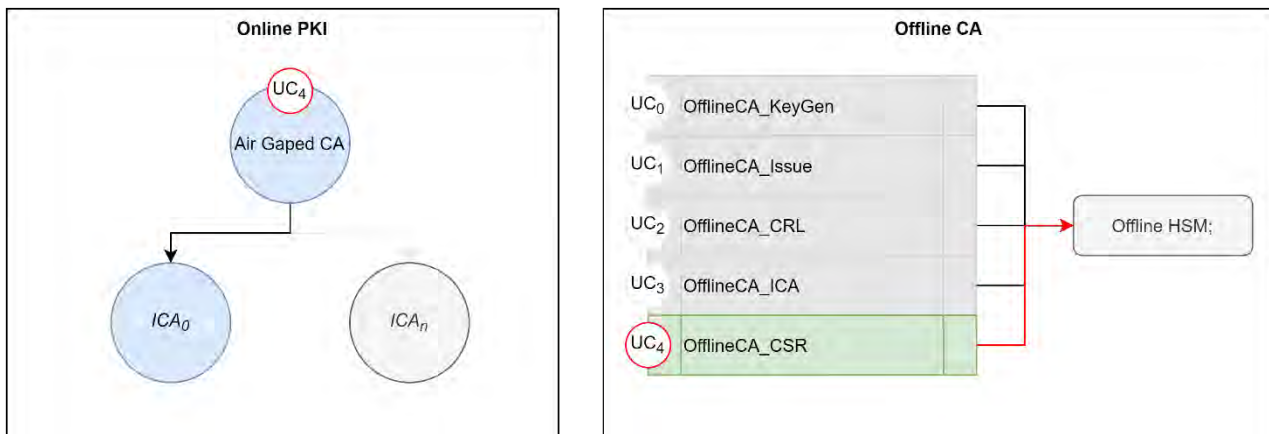 Online PKI
UC4
Air Gaped CA
ICA0
ICAn
Offline CA
UC0 OfflineCA_KeyGen
UC1 OfflineCA_Issue
UC2 OfflineCA_CRL
UC3 OfflineCA_ICA
UC4 OfflineCA_CSR
Offline HSM;